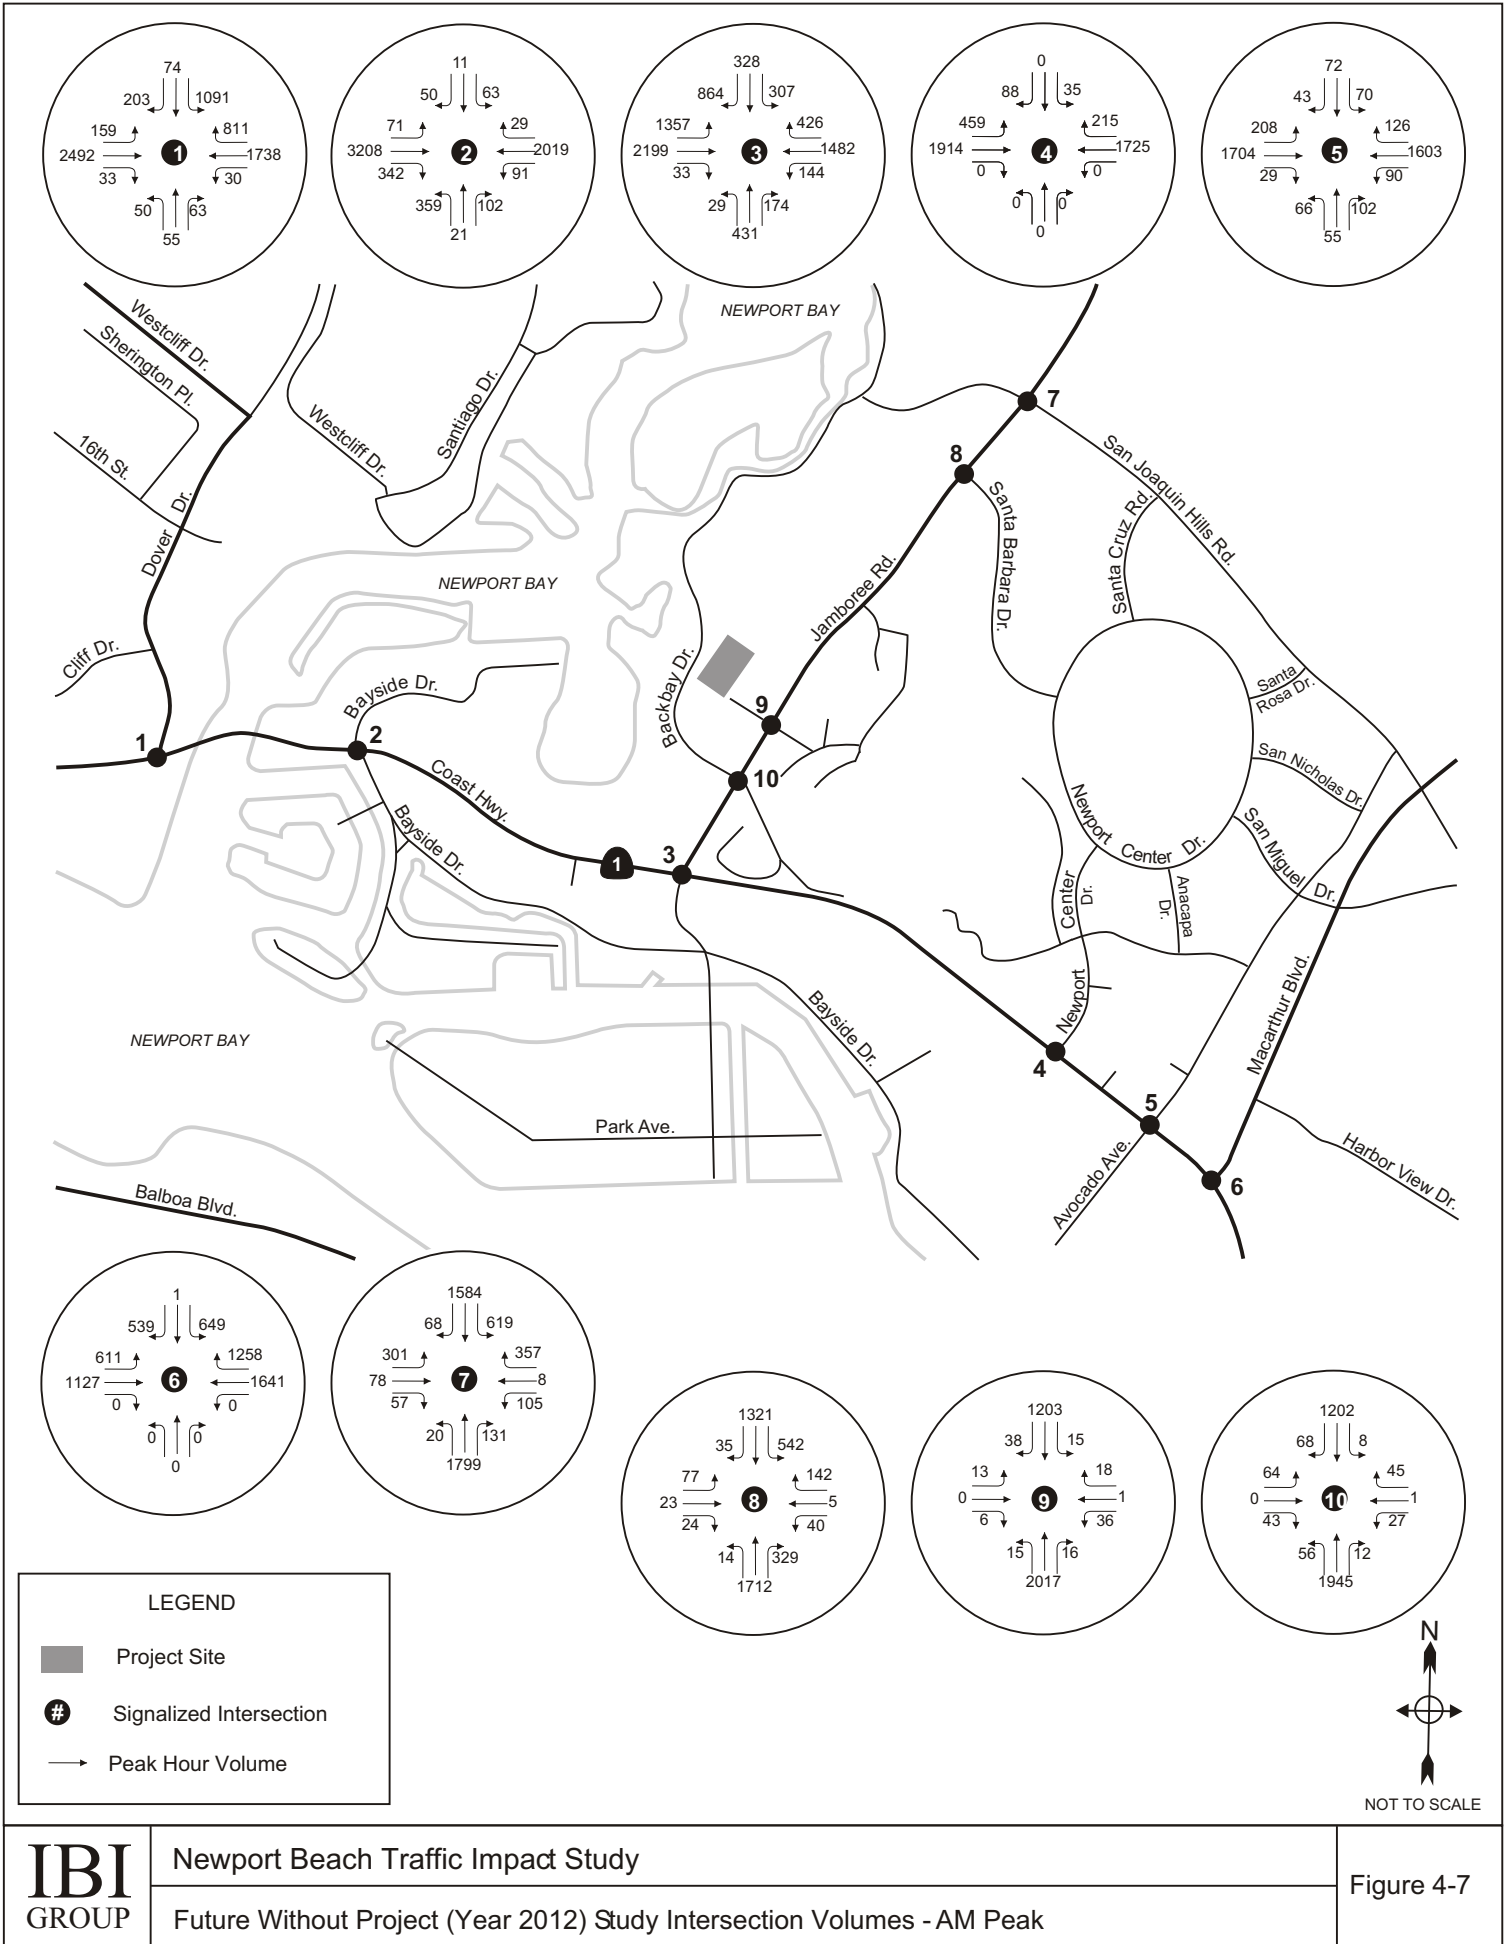 74
203 1091
159 811
2492 1 1738
33 30
50 63
55
11
50 63
71 29
3208 2 2019
342 91
359 102
21
328
864 307
1357 426
2199 3 1482
33 144
29 174
431
0
88 35
459 215
1914 4 1725
0 0
0 0
0
72
43 70
208 126
1704 5 1603
29 90
66 102
55
NEWPORT BAY
Westcliff Dr.
Sherington Pl.
16th St.
Dover Dr.
Cliff Dr.
Westcliff Dr.
Santiago Dr.
NEWPORT BAY
7
8
San Joaquin Hills Rd.
Santa Cruz Rd.
Santa Barbara Dr.
Jamboree Rd.
Backbay Dr.
Bayside Dr.
Santa
Rosa Dr.
9
1
2
10
San Nicholas Dr.
Coast Hwy.
Bayside Dr.
1
3
Newport Center Dr.
San Miguel Dr.
Newport Center Dr.
Anacapa
Dr.
Macarthur Blvd.
NEWPORT BAY
Bayside Dr.
4
5
Park Ave.
Avocado Ave.
6
Harbor View Dr.
Balboa Blvd.
1
539 649
611 1258
1127 6 1641
0 0
0 0
0
1584
68 619
301 357
78 7 8
57 105
20 131
1799
1321
35 542
77 142
23 8 5
24 40
14 329
1712
1203
38 15
13 18
0 9 1
6 36
15 16
2017
1202
68 8
64 45
0 10 1
43 27
56 12
1945
LEGEND
Project Site
# Signalized Intersection
Peak Hour Volume
N
NOT TO SCALE
IBI
GROUP
Newport Beach Traffic Impact Study
Future Without Project (Year 2012) Study Intersection Volumes - AM Peak
Figure 4-7